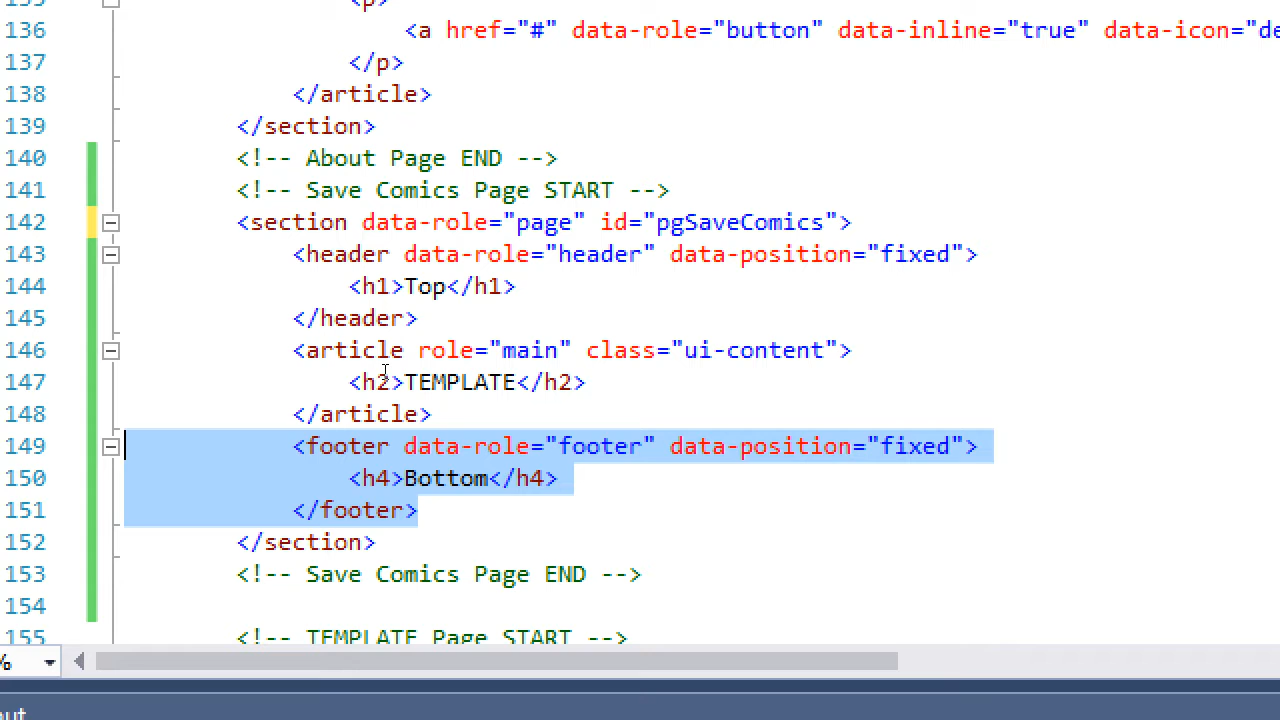 <p>
136 <a href="#" data-role="button" data-inline="true" data-icon="de
137 </p>
138 </article>
139 </section>
140 <!-- About Page END -->
141 <!-- Save Comics Page START -->
142 <section data-role="page" id="pgSaveComics">
143 <header data-role="header" data-position="fixed">
144 <h1>Top</h1>
145 </header>
146 <article role="main" class="ui-content">
147 <h2>TEMPLATE</h2>
148 </article>
149 <footer data-role="footer" data-position="fixed">
150 <h4>Bottom</h4>
151 </footer>
152 </section>
153 <!-- Save Comics Page END -->
154
155 <!-- TEMPLATE Page START -->
%